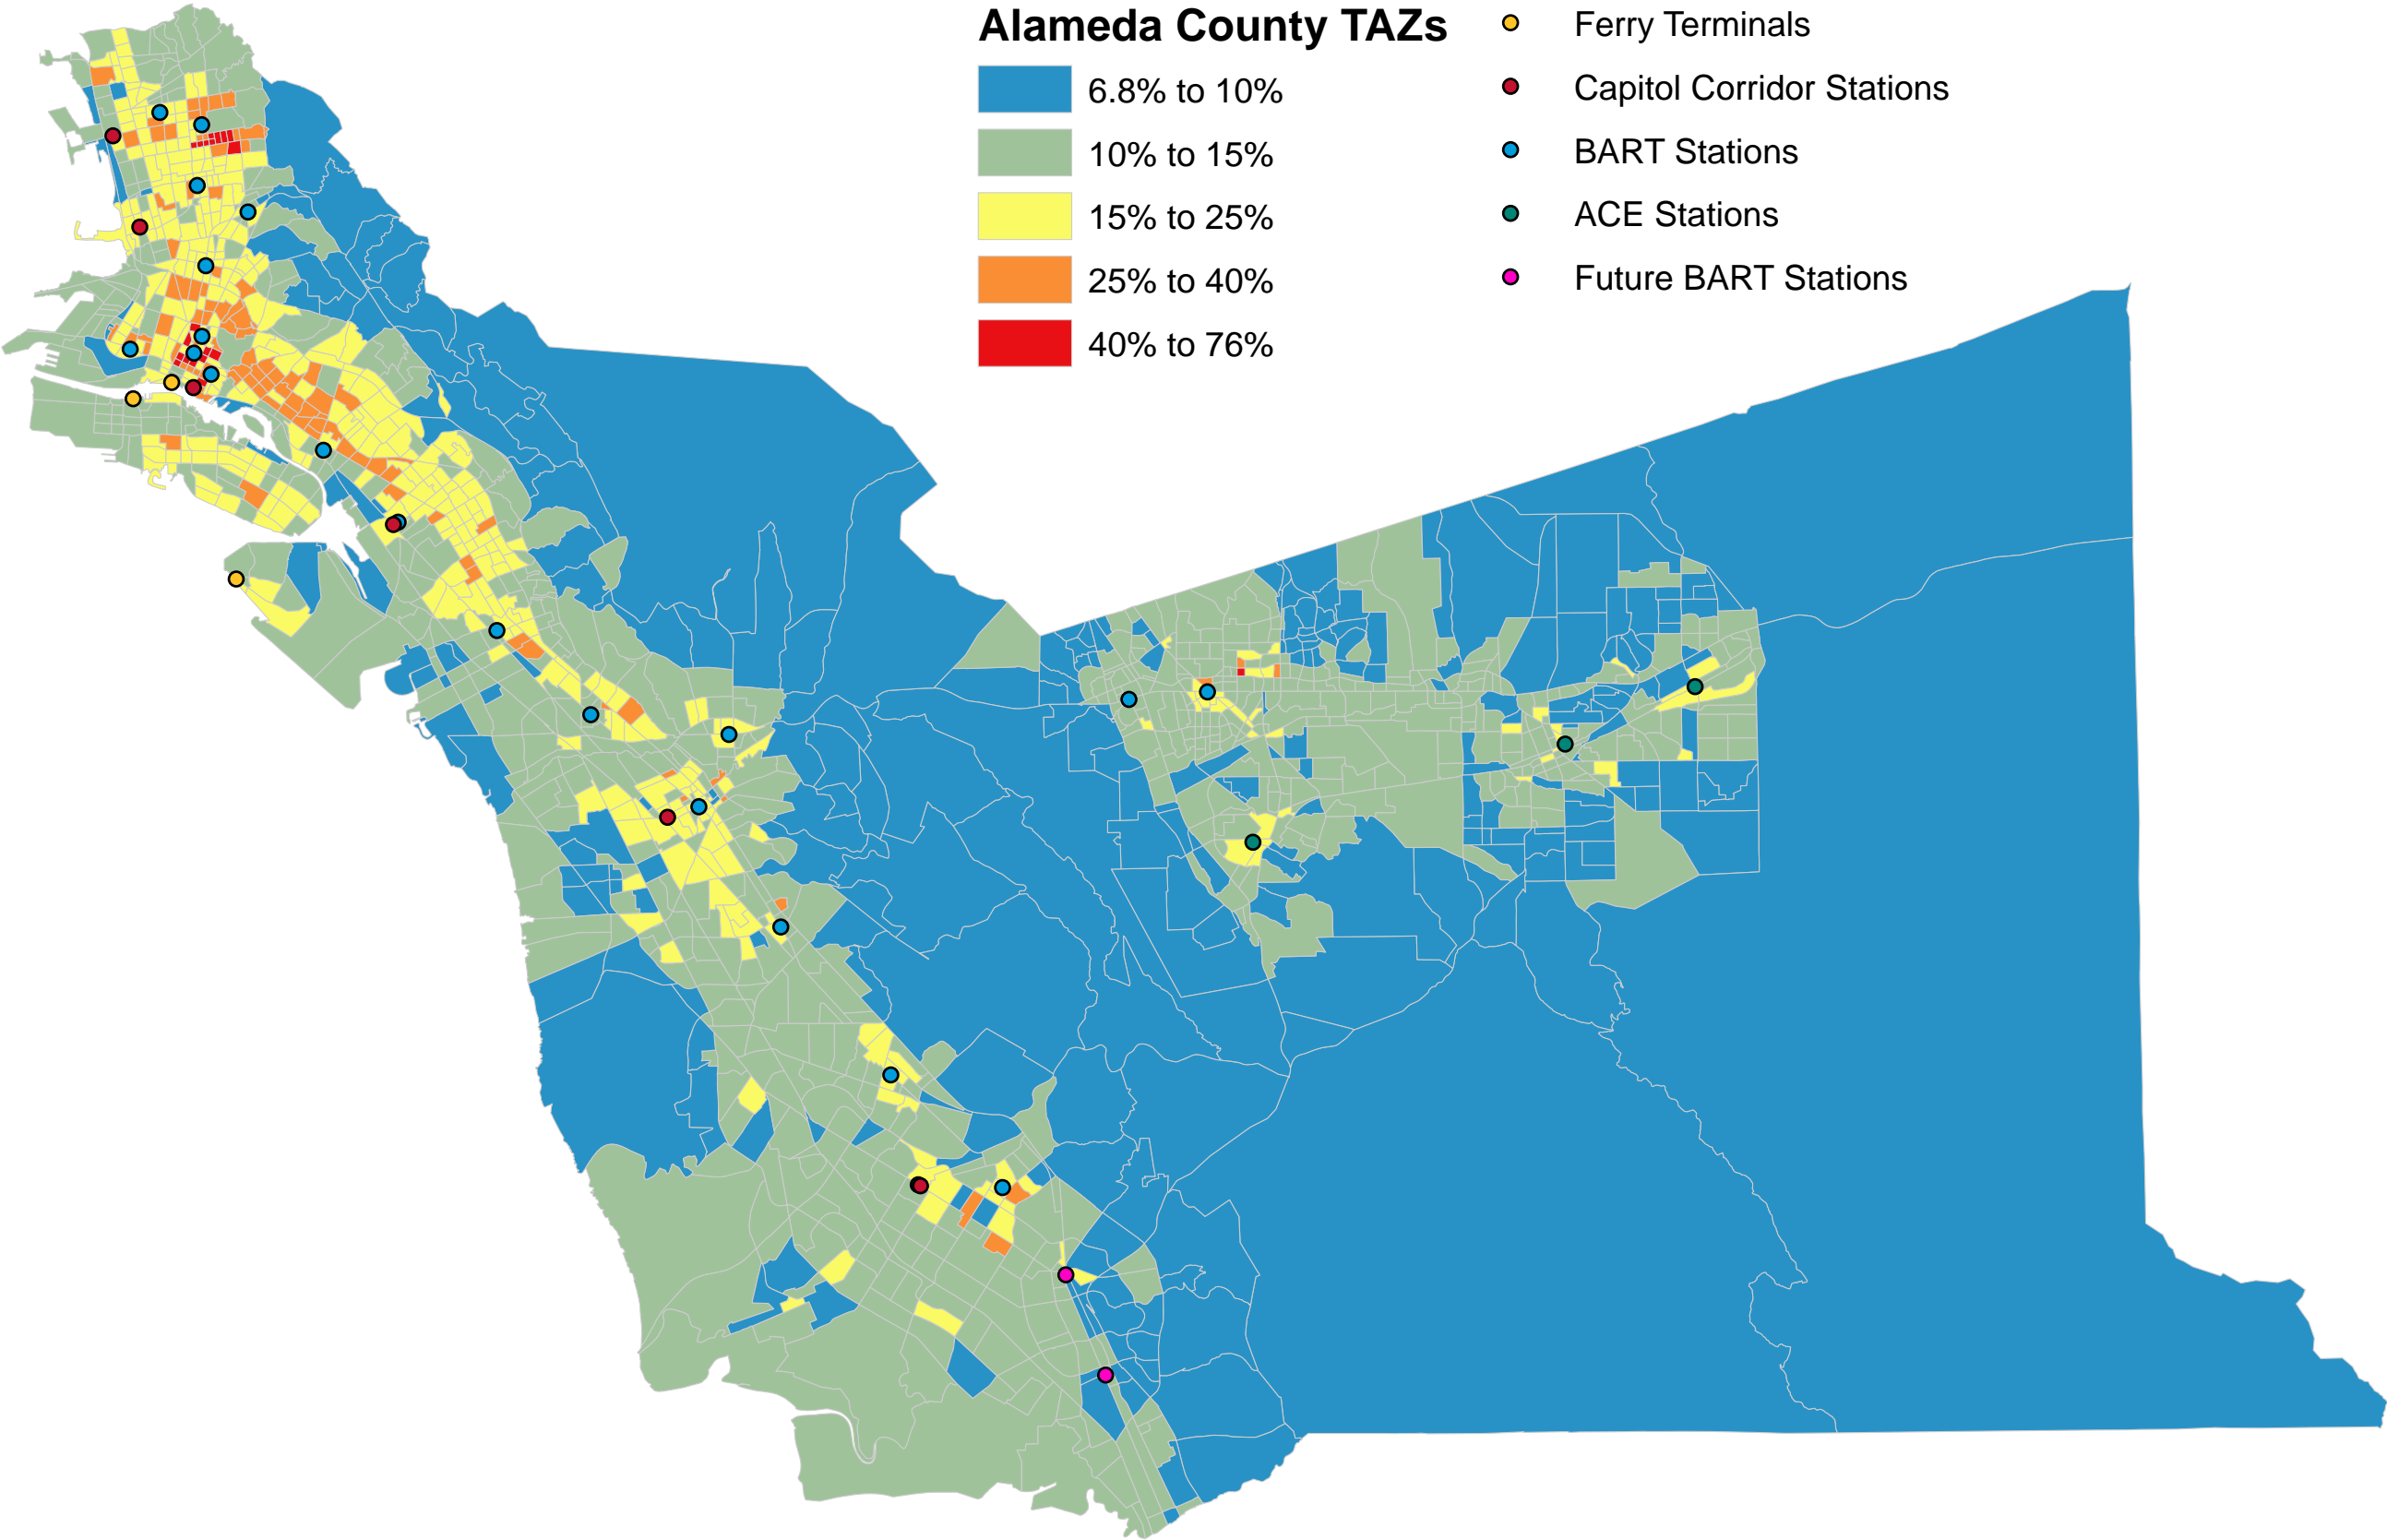 Alameda County TAZs
6.8% to 10%
10% to 15%
15% to 25%
25% to 40%
40% to 76%
Ferry Terminals
Capitol Corridor Stations
BART Stations
ACE Stations
Future BART Stations